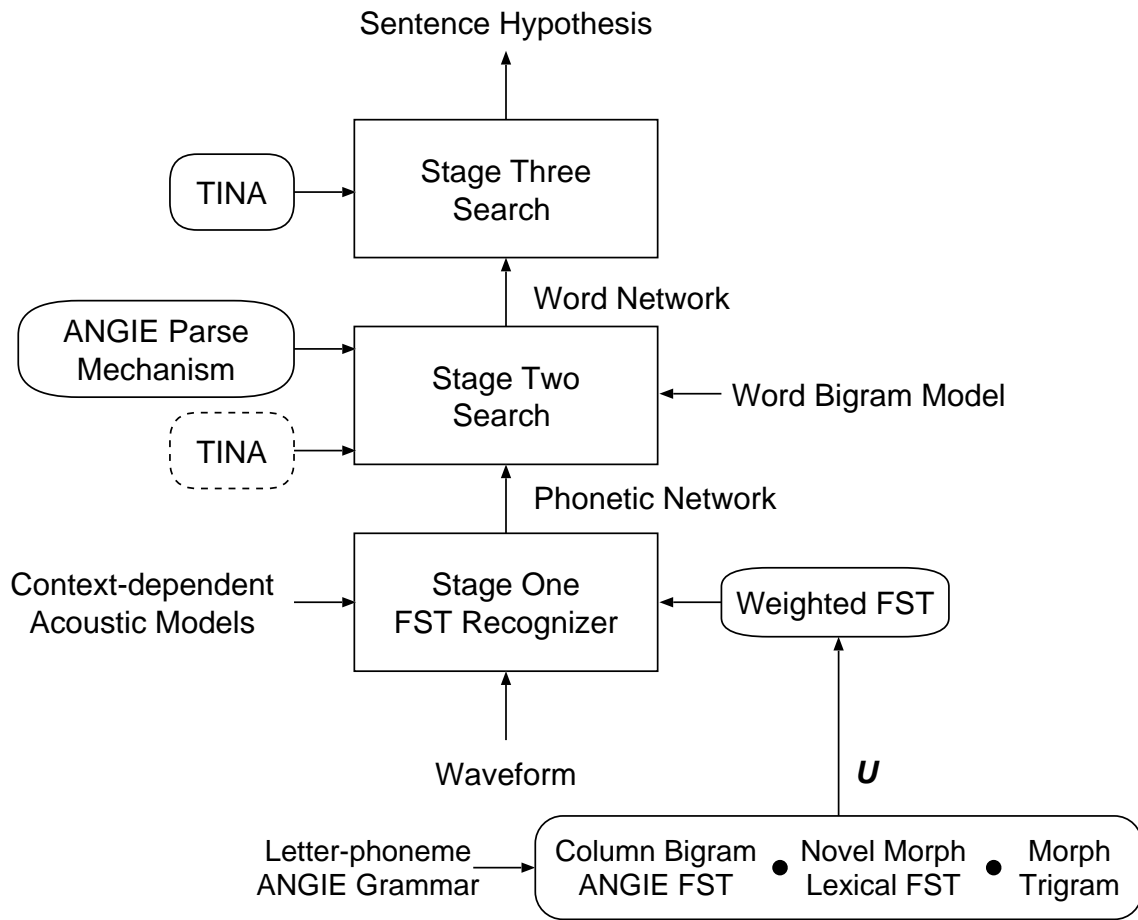 Sentence Hypothesis
Stage Three
Search
TINA
Word Network
ANGIE Parse
Mechanism
Stage Two
Search
Word Bigram Model
TINA
Phonetic Network
Context-dependent
Acoustic Models
Stage One
FST Recognizer
Weighted FST
Waveform
U
Letter-phoneme
ANGIE Grammar
Column Bigram
ANGIE FST
Novel Morph
Lexical FST
Morph
Trigram